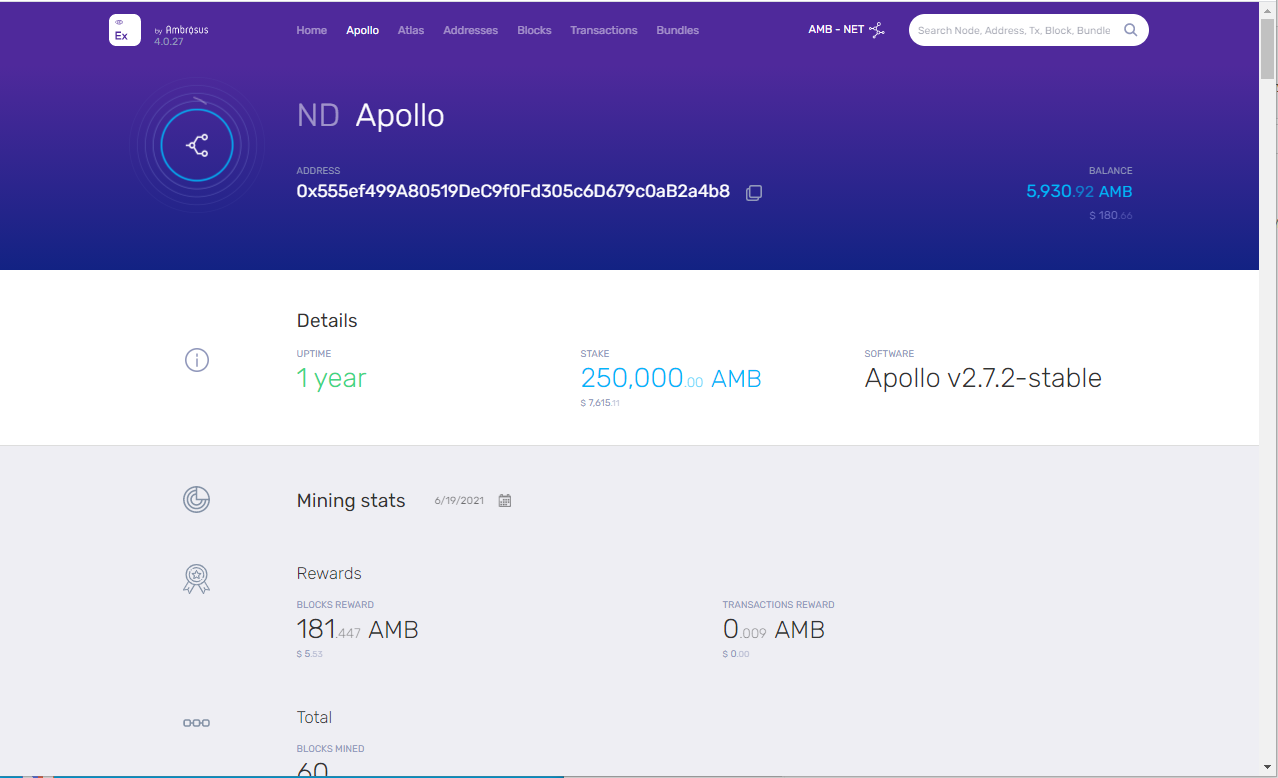 Ex
by Ambrosus
4.0.27
Home Apollo Atlas Addresses Blocks Transactions Bundles
AMB - NET
Search Node, Address, Tx, Block, Bundle
ND Apollo
ADDRESS
0x555ef499A80519DeC9f0Fd305c6D679c0aB2a4b8
BALANCE
5,930.92 AMB
$ 180.66
Details
UPTIME
1 year
STAKE
250,000.00 AMB
$ 7,615.11
SOFTWARE
Apollo v2.7.2-stable
Mining stats 6/19/2021
Rewards
BLOCKS REWARD
181.447 AMB
$ 5.53
TRANSACTIONS REWARD
0.009 AMB
$ 0.00
Total
BLOCKS MINED
60